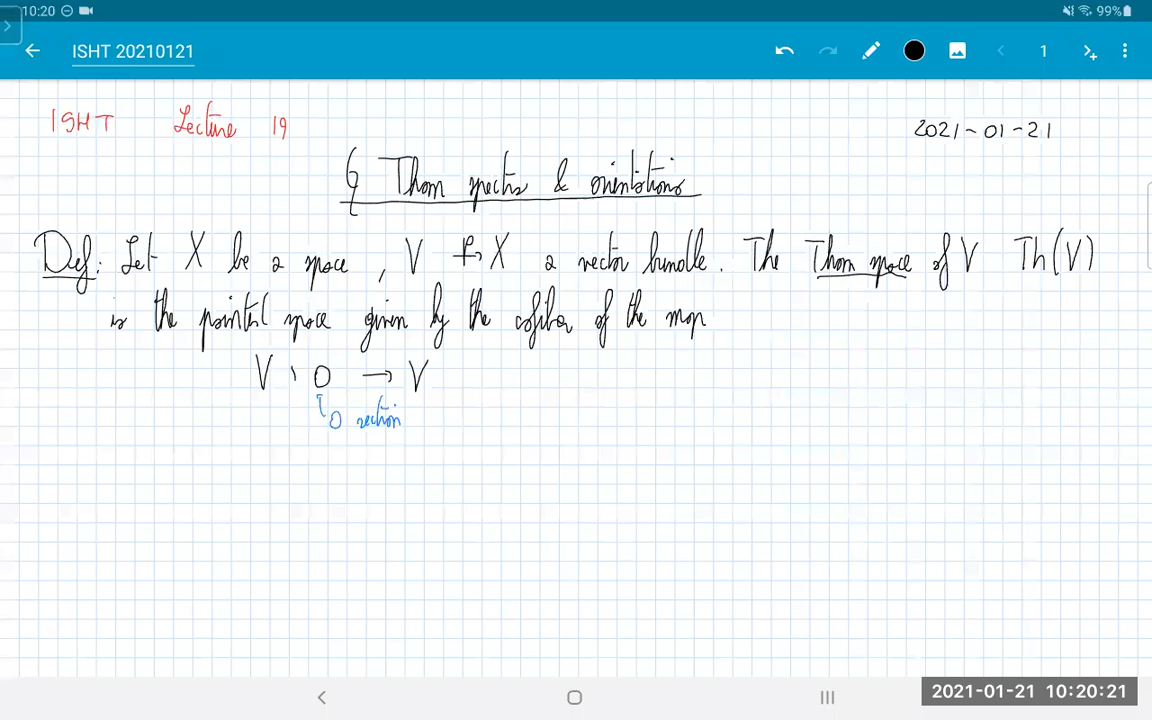 10:20 99%
ISHT 20210121
1
ISHT Lecture 19
2021-01-21
§ Thom spectra & orientations
Def: Let X be a space, V → X a vector bundle. The Thom space of V Th(V)
is the pointed space given by the cofiber of the map
V \ 0 → V
0 section
2021-01-21 10:20:21